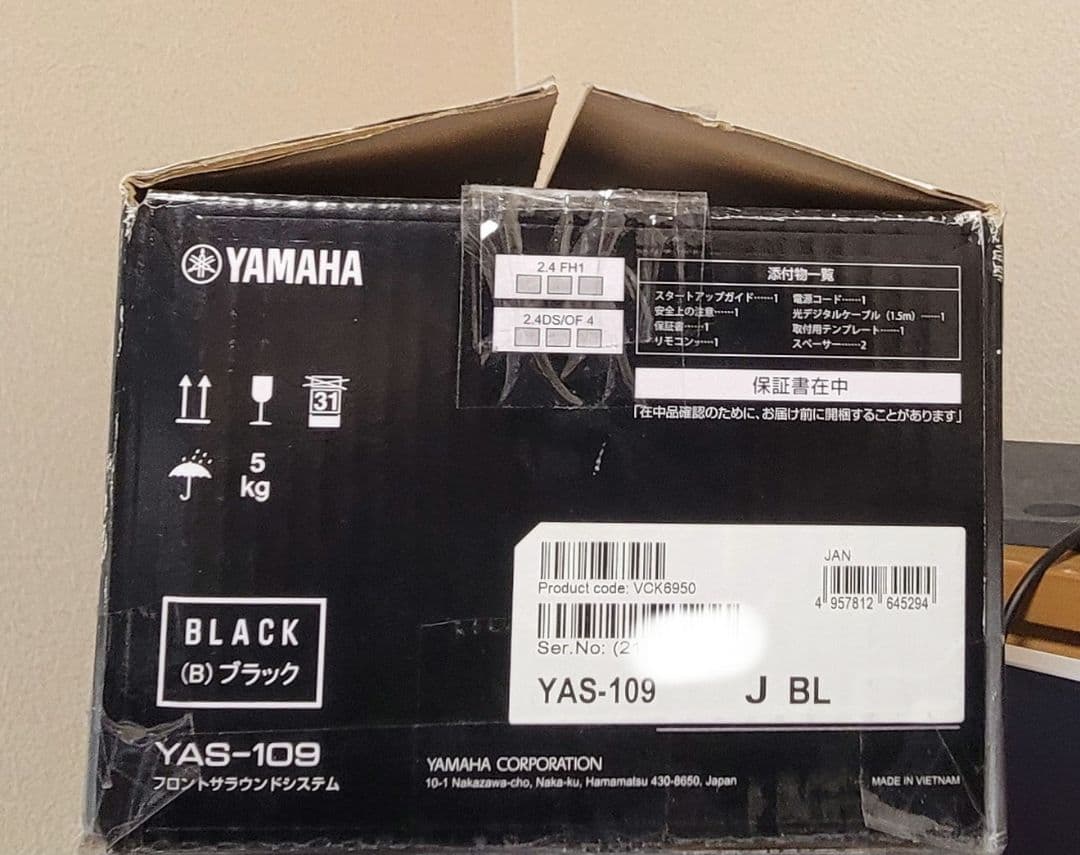 YAMAHA
2.4 FH1
2.4DS/OF 4
添付物一覧
スタートアップガイド……1 電源コード……1
安全上の注意……1 光デジタルケーブル（1.5m）……1
保証書……1 取付用テンプレート……1
リモコン……1 スペーサー……2
保証書在中
「在中品確認のために、お届け前に開梱することがあります」
31
5
kg
Product code: VCK6950
JAN
4 957812 645294
Ser.No: (21
YAS-109 J BL
BLACK
(B) ブラック
YAS-109
フロントサラウンドシステム
YAMAHA CORPORATION
10-1 Nakazawa-cho, Naka-ku, Hamamatsu 430-8650, Japan
MADE IN VIETNAM